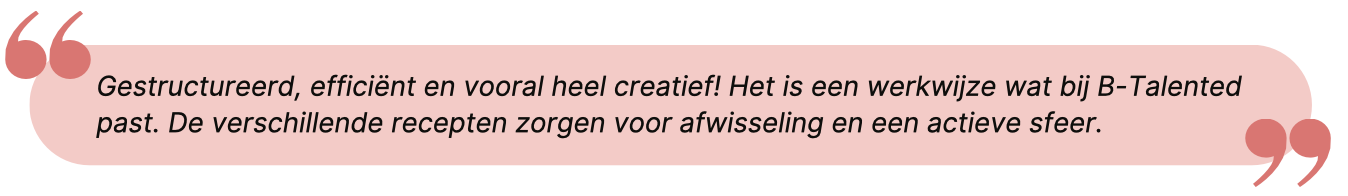 Gestructureerd, efficiënt en vooral heel creatief! Het is een werkwijze wat bij B-Talented
past. De verschillende recepten zorgen voor afwisseling en een actieve sfeer.